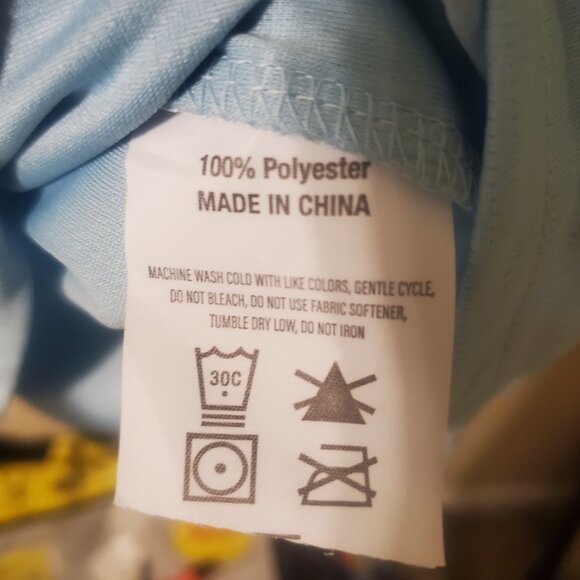 100% Polyester
MADE IN CHINA
MACHINE WASH COLD WITH LIKE COLORS, GENTLE CYCLE,
DO NOT BLEACH, DO NOT USE FABRIC SOFTENER,
TUMBLE DRY LOW, DO NOT IRON
30C